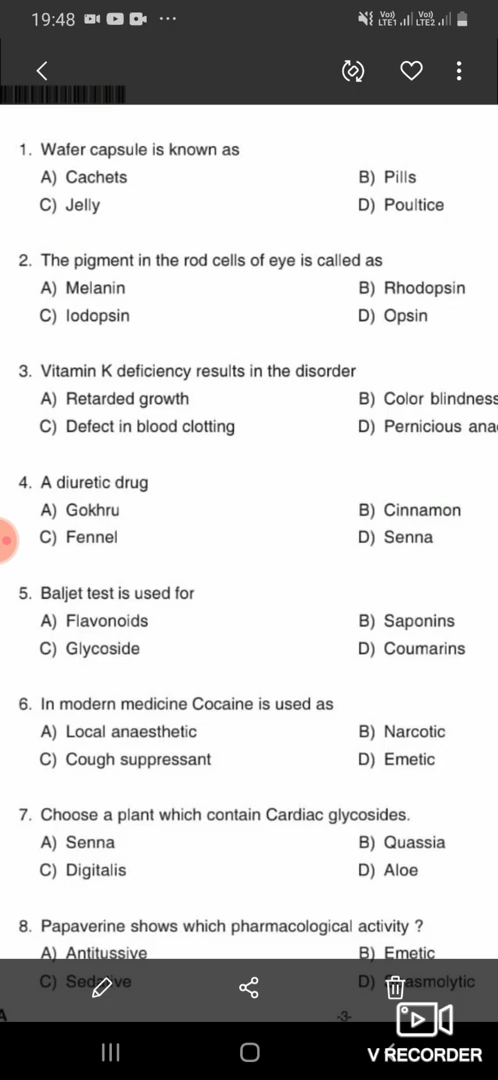 19:48
Vo) LTE1 Vo) LTE2
1. Wafer capsule is known as
A) Cachets B) Pills
C) Jelly D) Poultice
2. The pigment in the rod cells of eye is called as
A) Melanin B) Rhodopsin
C) Iodopsin D) Opsin
3. Vitamin K deficiency results in the disorder
A) Retarded growth B) Color blindness
C) Defect in blood clotting D) Pernicious ana
4. A diuretic drug
A) Gokhru B) Cinnamon
C) Fennel D) Senna
5. Baljet test is used for
A) Flavonoids B) Saponins
C) Glycoside D) Coumarins
6. In modern medicine Cocaine is used as
A) Local anaesthetic B) Narcotic
C) Cough suppressant D) Emetic
7. Choose a plant which contain Cardiac glycosides.
A) Senna B) Quassia
C) Digitalis D) Aloe
8. Papaverine shows which pharmacological activity ?
A) Antitussive B) Emetic
C) D)
A -3-
V RECORDER